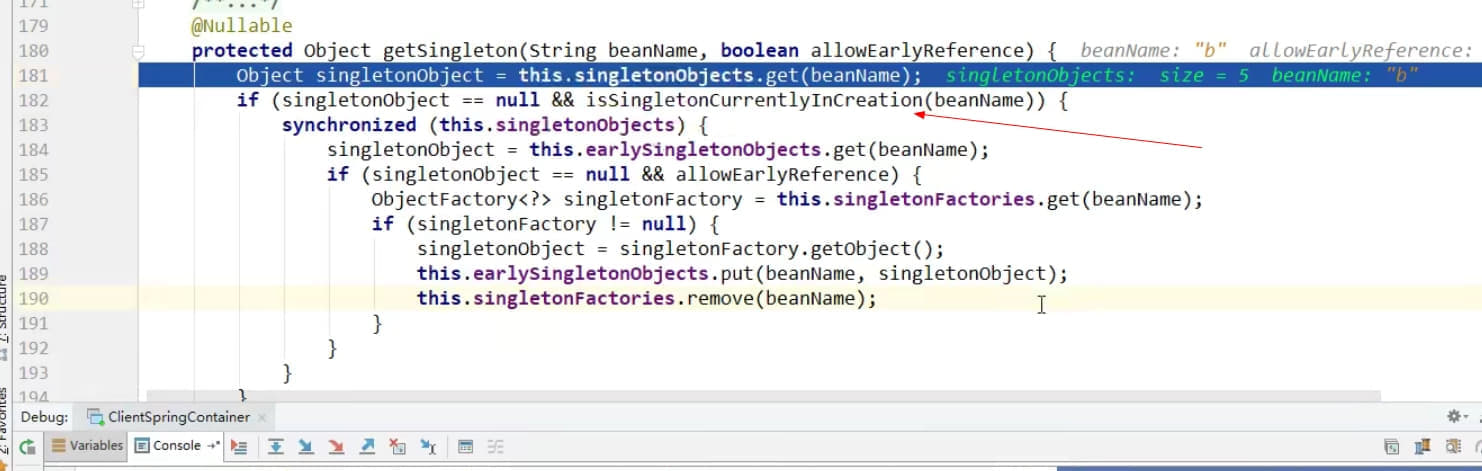 171 /**...*/
179 @Nullable
180 protected Object getSingleton(String beanName, boolean allowEarlyReference) { beanName: "b" allowEarlyReference:
181 Object singletonObject = this.singletonObjects.get(beanName); singletonObjects: size = 5 beanName: "b"
182 if (singletonObject == null && isSingletonCurrentlyInCreation(beanName)) {
183 synchronized (this.singletonObjects) {
184 singletonObject = this.earlySingletonObjects.get(beanName);
185 if (singletonObject == null && allowEarlyReference) {
186 ObjectFactory<?> singletonFactory = this.singletonFactories.get(beanName);
187 if (singletonFactory != null) {
188 singletonObject = singletonFactory.getObject();
189 this.earlySingletonObjects.put(beanName, singletonObject);
190 this.singletonFactories.remove(beanName);
191 }
192 }
193 }
194 }
Z: Structure
2: Favorites
Debug: ClientSpringContainer
Variables Console